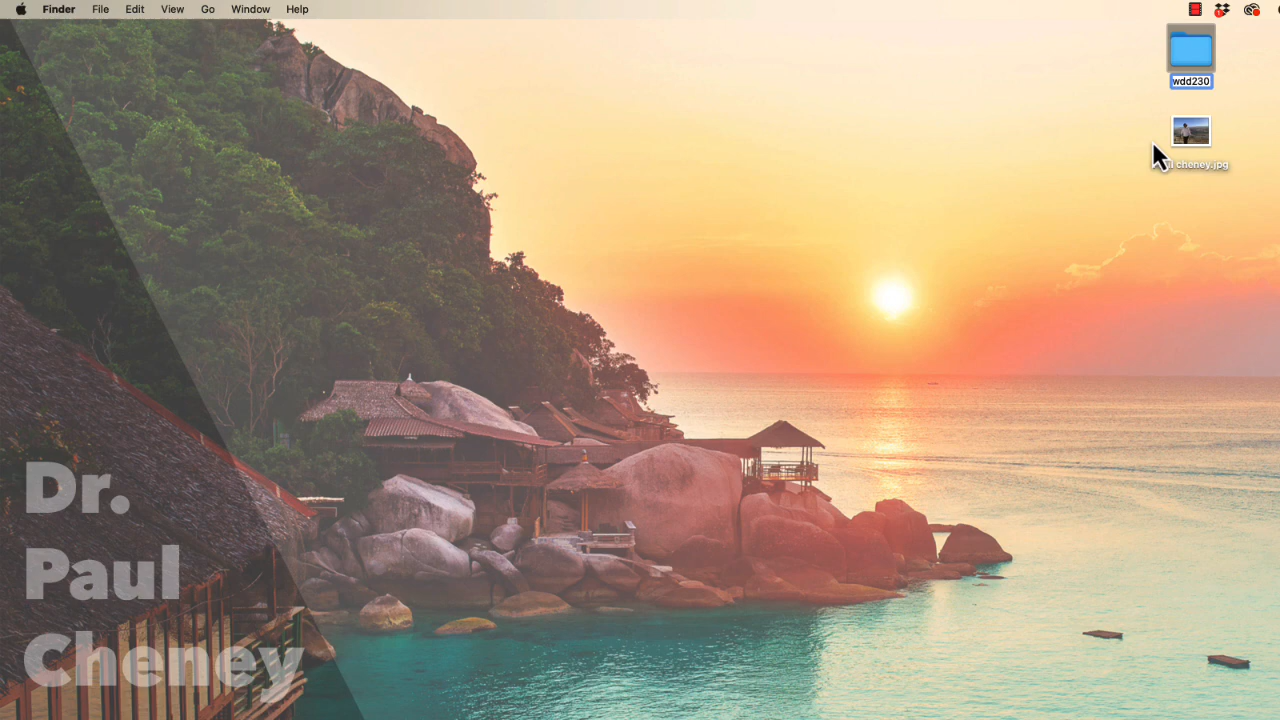 Finder File Edit View Go Window Help
wdd230
cheney.jpg
Dr.
Paul
Cheney